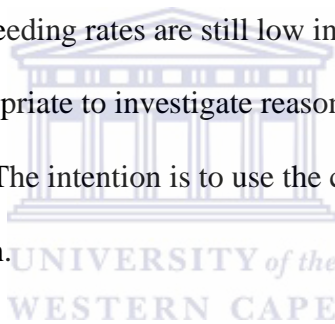 eeding rates are still low in
priate to investigate reason
The intention is to use the c
n.
UNIVERSITY of the
WESTERN CAPE